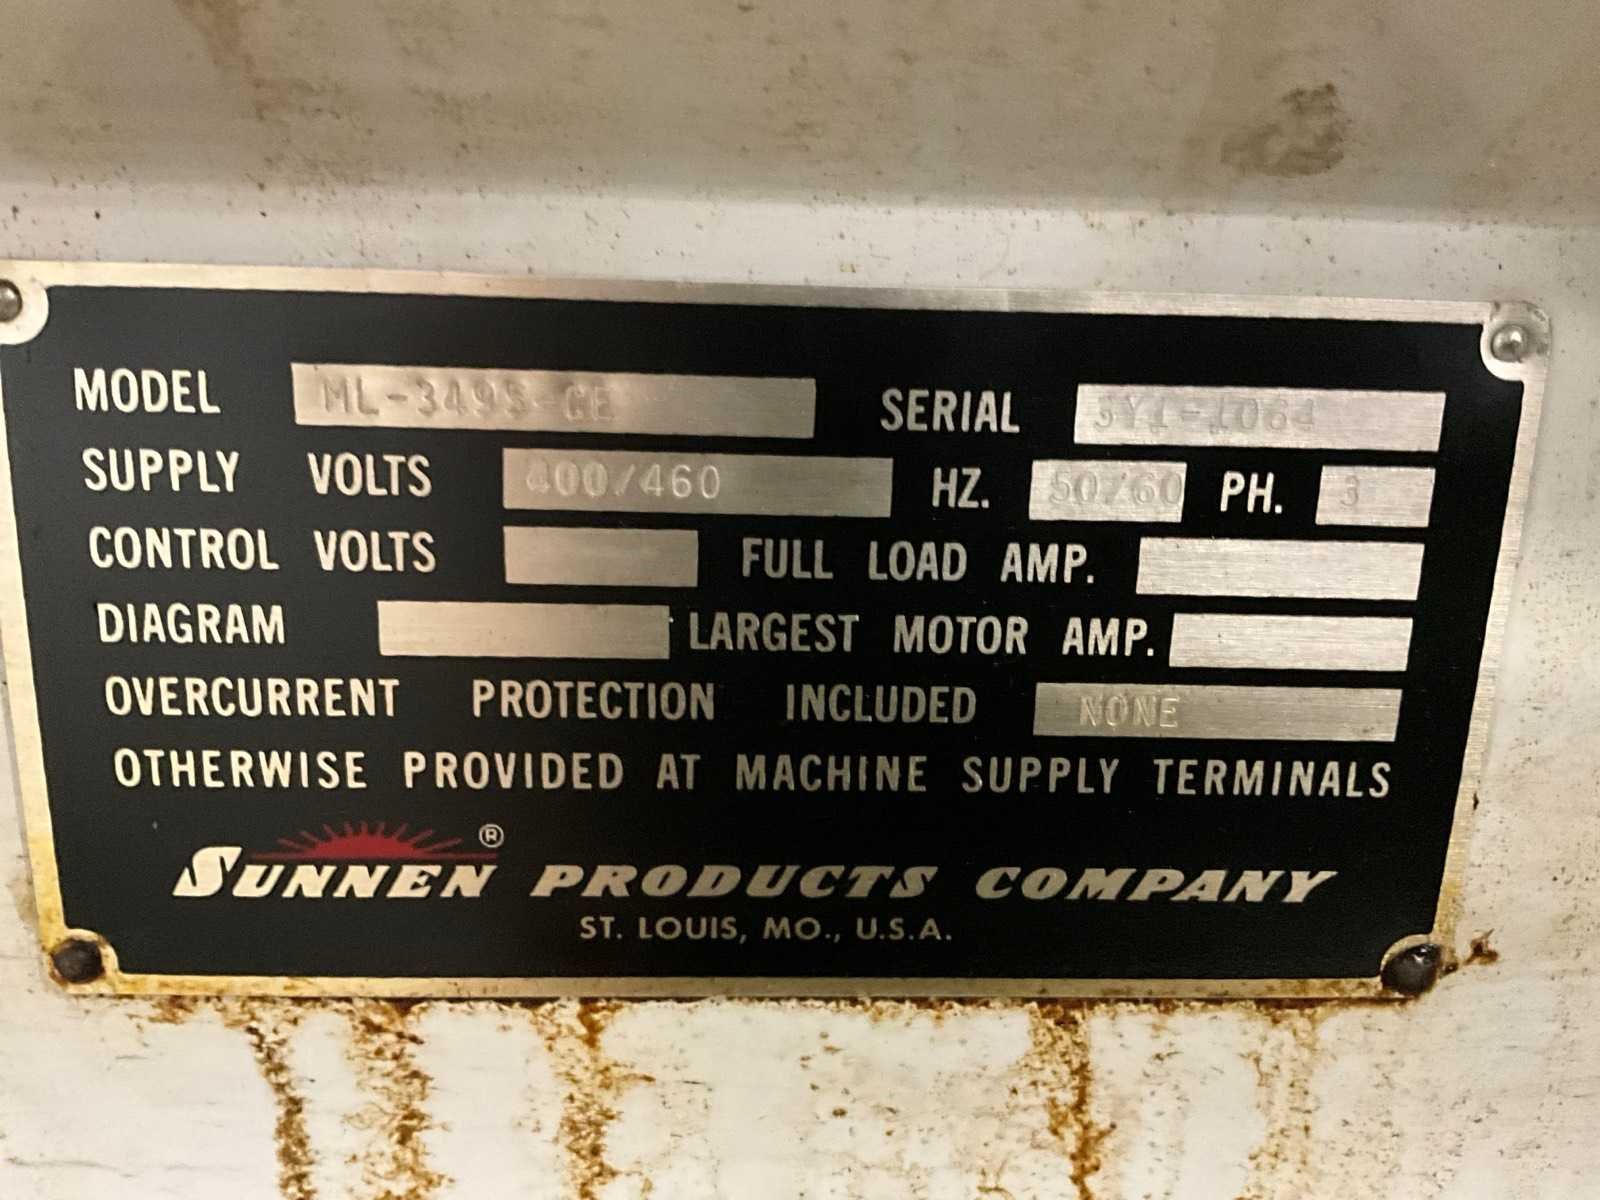 MODEL ML-3495-CE SERIAL
SUPPLY VOLTS 400/460 HZ. 50/60 PH. 3
CONTROL VOLTS FULL LOAD AMP.
DIAGRAM LARGEST MOTOR AMP.
OVERCURRENT PROTECTION INCLUDED NONE
OTHERWISE PROVIDED AT MACHINE SUPPLY TERMINALS
SUNNEN® PRODUCTS COMPANY
ST. LOUIS, MO., U.S.A.